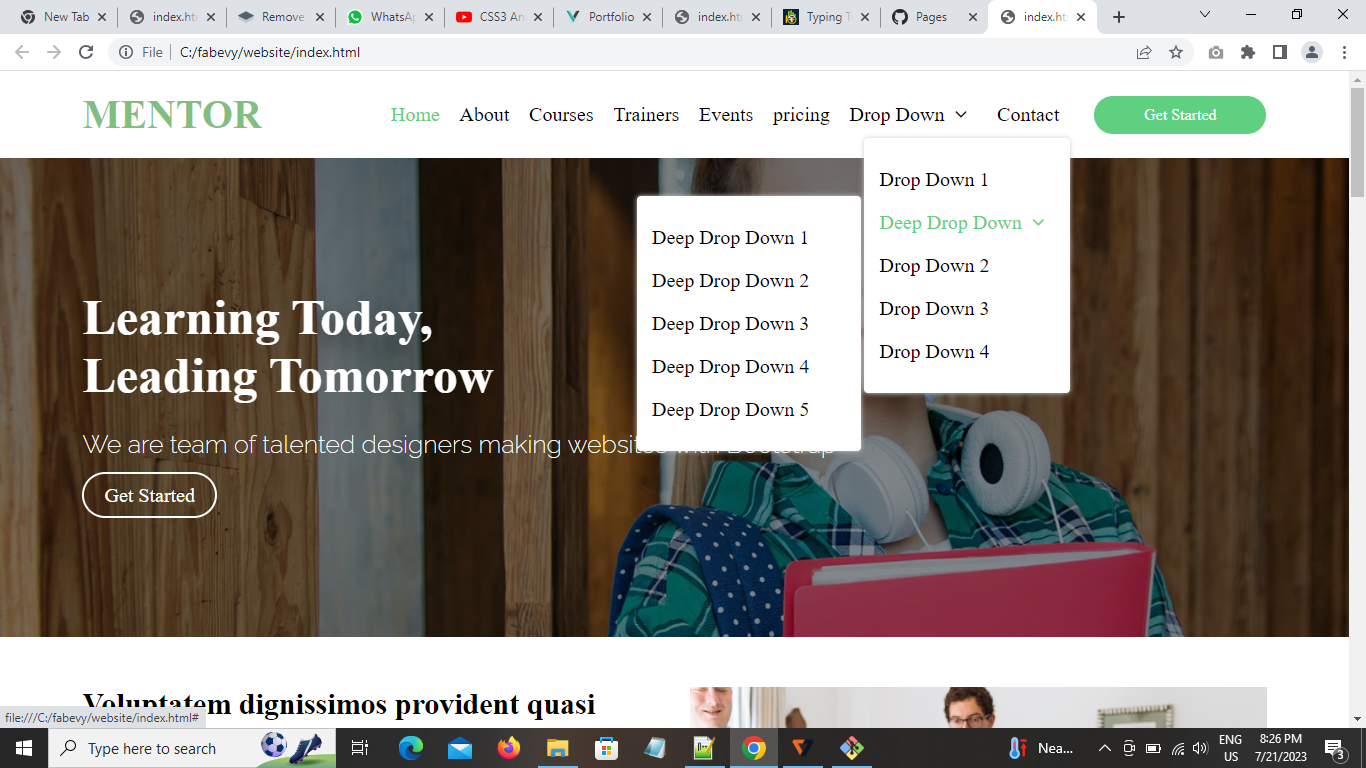 New Tab
index.ht
Remove
WhatsA
CSS3 An
Portfolio
index.ht
Typing T
Pages
index.ht
File
C:/fabevy/website/index.html
MENTOR
Home
About
Courses
Trainers
Events
pricing
Drop Down
Contact
Get Started
Drop Down 1
Deep Drop Down
Drop Down 2
Drop Down 3
Drop Down 4
Deep Drop Down 1
Deep Drop Down 2
Deep Drop Down 3
Deep Drop Down 4
Deep Drop Down 5
Learning Today,
Leading Tomorrow
We are team of talented designers making websites with Bootstrap
Get Started
Voluptatem dignissimos provident quasi
file:///C:/fabevy/website/index.html#
Type here to search
Nea...
ENG
US
8:26 PM
7/21/2023
3